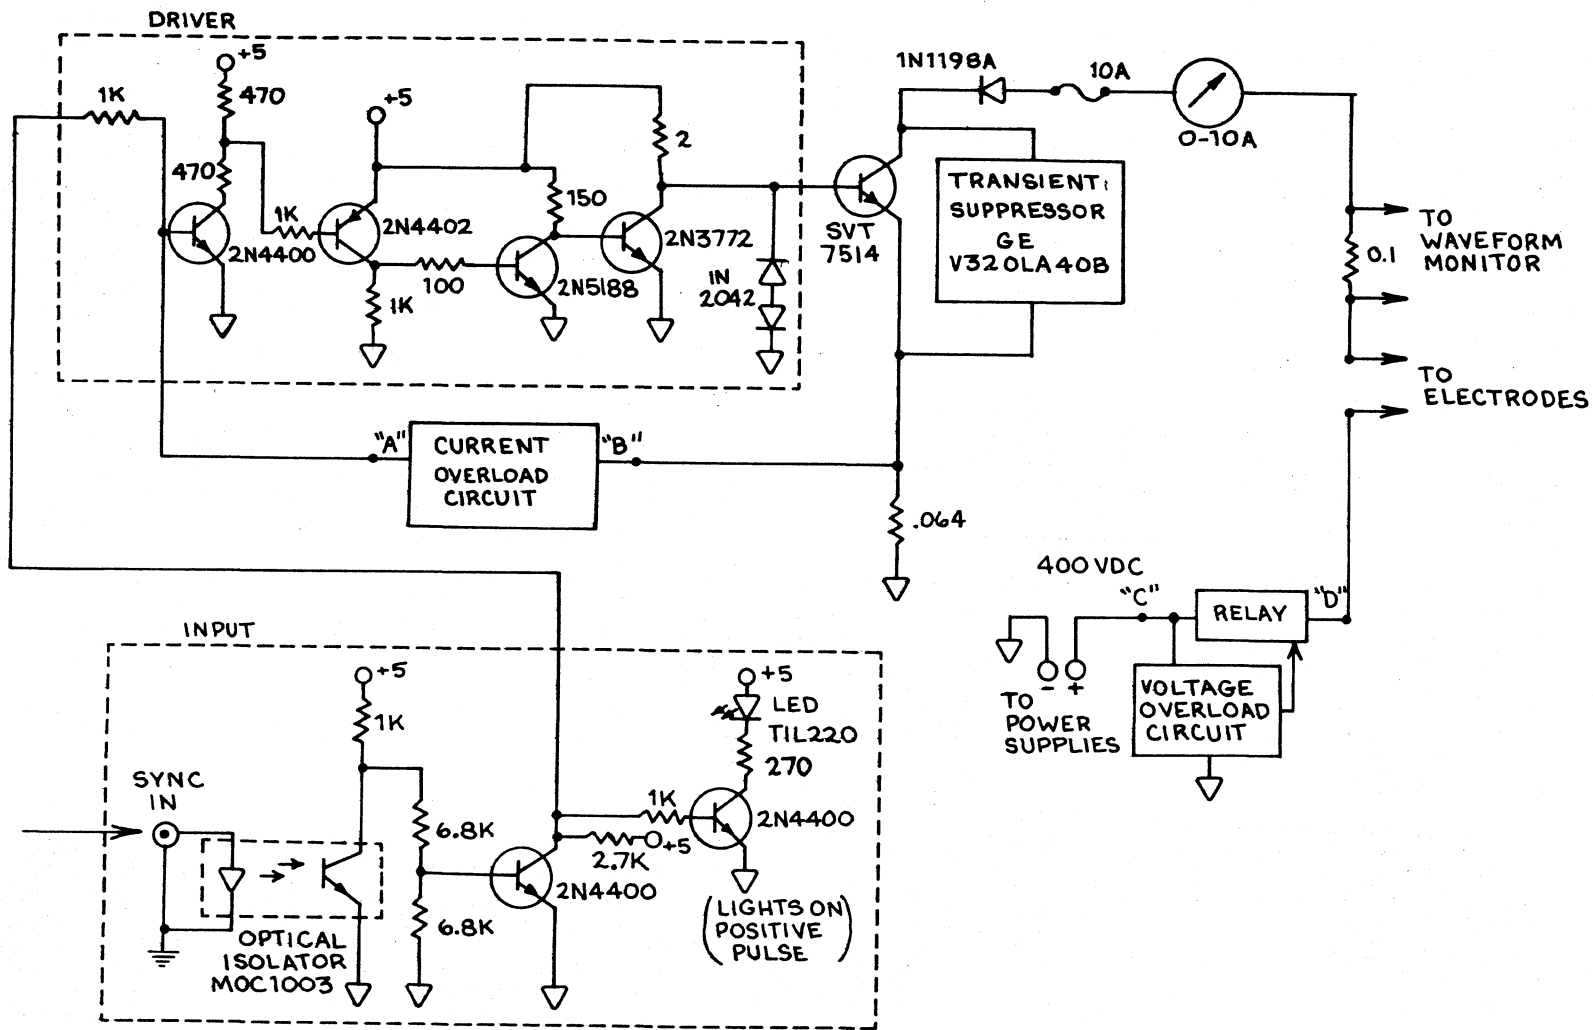 DRIVER
+5
1K
470
+5
470
2
150
1K
2N4402
2N4400
2N3772
100
2N5188
1K
IN
2042
1N1198A
10A
0-10A
SVT
7514
TRANSIENT
SUPPRESSOR
GE
V320LA40B
TO
WAVEFORM
MONITOR
0.1
TO
ELECTRODES
"A"
CURRENT
OVERLOAD
CIRCUIT
"B"
.064
400 VDC
"C"
RELAY
"D"
- +
TO
POWER
SUPPLIES
VOLTAGE
OVERLOAD
CIRCUIT
INPUT
+5
1K
+5
LED
TIL220
270
SYNC
IN
6.8K
1K
2N4400
2.7K
+5
2N4400
6.8K
OPTICAL
ISOLATOR
MOC1003
(LIGHTS ON
POSITIVE
PULSE)